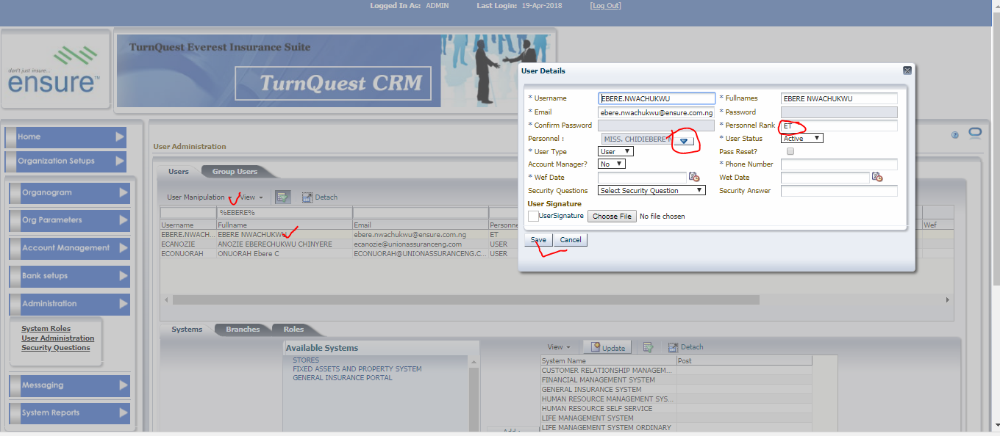 Logged In As: ADMIN Last Login: 19-Apr-2018 [Log Out]
don't just insure...
ensure™
TurnQuest Everest Insurance Suite
TurnQuest CRM
Home
Organization Setups
Organogram
Org Parameters
Account Management
Bank setups
Administration
System Roles
User Administration
Security Questions
Messaging
System Reports
User Administration
Users Group Users
User Manipulation View Detach
%EBERE%
Username Fullname Email Personne Wef
EBERE.NWACH... EBERE NWACHUKWU ebere.nwachukwu@ensure.com.ng ET
ECANOZIE ANOZIE EBERECHUKWU CHINYERE ecanozie@unionassuranceng.com USER
ECONUORAH ONUORAH Ebere C ECONUORAH@UNIONASSURANCENG.C... USER
User Details
* Username EBERE.NWACHUKWU * Fullnames EBERE NWACHUKWU
* Email ebere.nwachukwu@ensure.com.ng * Password
* Confirm Password * Personnel Rank ET
Personnel : MISS. CHIDIEBERE * User Status Active
* User Type User Pass Reset?
Account Manager? No * Phone Number
* Wef Date Wet Date
Security Questions Select Security Question Security Answer
User Signature
UserSignature Choose File No file chosen
Save Cancel
Systems Branches Roles
Available Systems
STORES
FIXED ASSETS AND PROPERTY SYSTEM
GENERAL INSURANCE PORTAL
View Update Detach
System Name Post
CUSTOMER RELATIONSHIP MANAGEM...
FINANCIAL MANAGEMENT SYSTEM
GENERAL INSURANCE SYSTEM
HUMAN RESOURCE MANAGEMENT SYS...
HUMAN RESOURCE SELF SERVICE
LIFE MANAGEMENT SYSTEM
LIFE MANAGEMENT SYSTEM ORDINARY